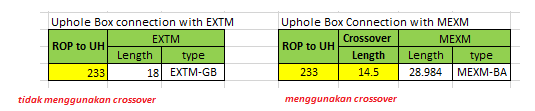 Uphole Box connection with EXTM
ROP to UH EXTM
Length type
233 18 EXTM-GB
tidak menggunakan crossover
Uphole Box Connection with MEXM
ROP to UH Crossover MEXM
Length Length type
233 14.5 28.984 MEXM-BA
menggunakan crossover